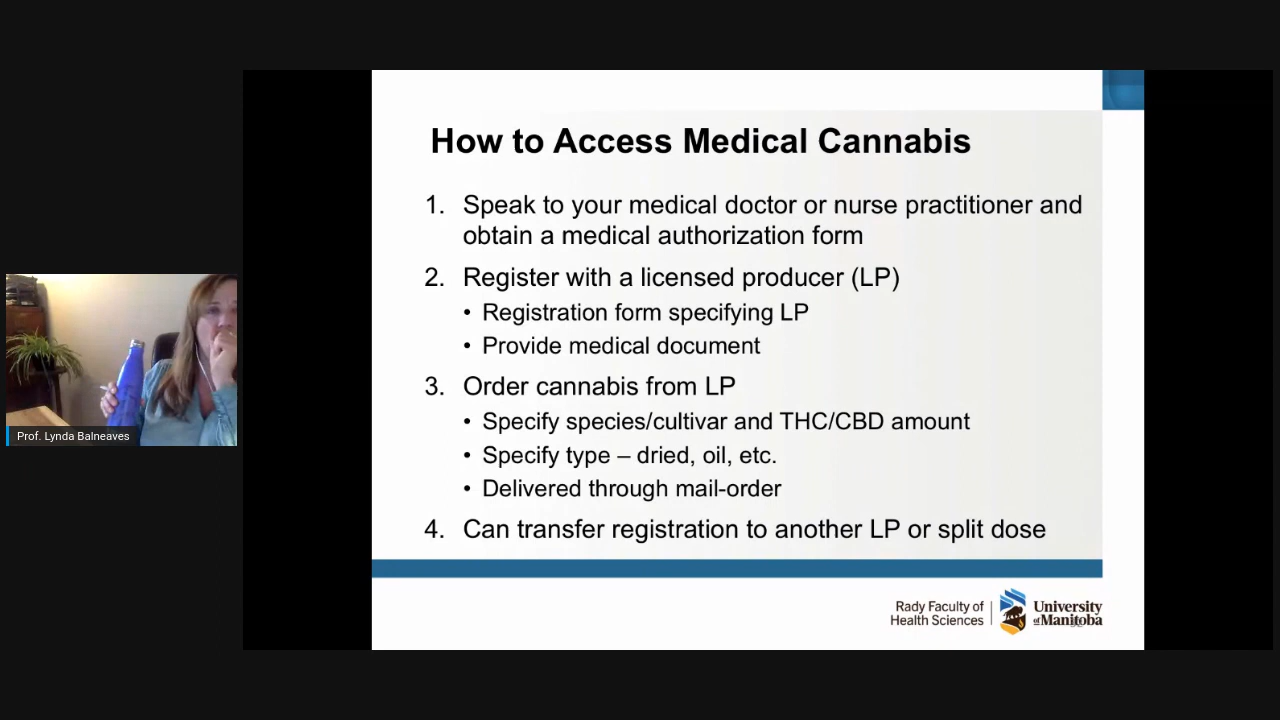 How to Access Medical Cannabis
1. Speak to your medical doctor or nurse practitioner and
obtain a medical authorization form
2. Register with a licensed producer (LP)
• Registration form specifying LP
• Provide medical document
3. Order cannabis from LP
• Specify species/cultivar and THC/CBD amount
• Specify type – dried, oil, etc.
• Delivered through mail-order
4. Can transfer registration to another LP or split dose
Prof. Lynda Balneaves
Rady Faculty of
Health Sciences
University
of Manitoba